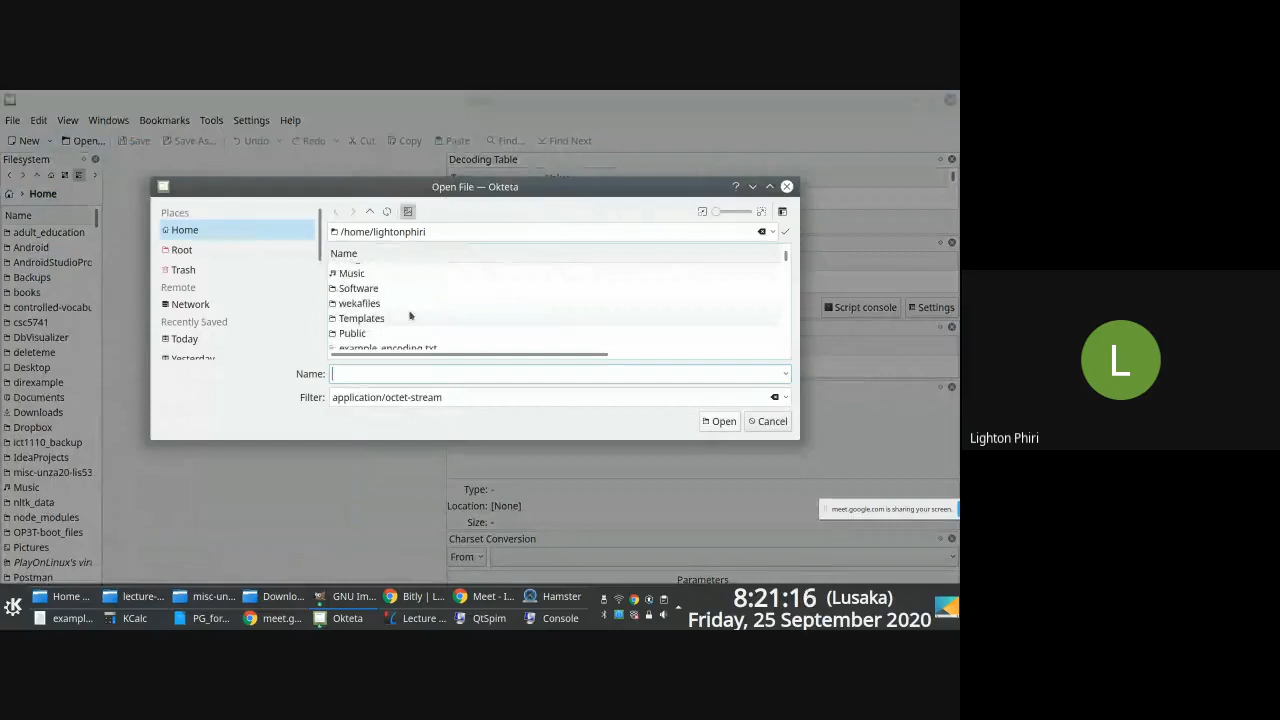 File Edit View Windows Bookmarks Tools Settings Help
New Open... Save Save As... Undo Redo Cut Copy Paste Find... Find Next
Filesystem
Home
Name
adult_education
Android
AndroidStudioPrc
Backups
books
controlled-vocabu
csc5741
DbVisualizer
deleteme
Desktop
direxample
Documents
Downloads
Dropbox
ict1110_backup
IdeaProjects
misc-unza20-lis53
Music
nltk_data
node_modules
OP3T-boot_files
Pictures
PlayOnLinux's virt
Postman
Decoding Table
Open File — Okteta
Places
Home
Root
Trash
Remote
Network
Recently Saved
Today
Yesterday
/home/lightonphiri
Name
Music
Software
wekafiles
Templates
Public
example_encoding.txt
Name:
Filter: application/octet-stream
Open Cancel
Script console Settings
Type: -
Location: [None]
Size: -
meet.google.com is sharing your screen.
Charset Conversion
From
Parameters
Home ... lecture-... misc-un... Downlo... GNU Im... Bitly | L... Meet - I... Hamster
exampl... KCalc PG_for... meet.g... Okteta Lecture ... QtSpim Console
8:21:16 (Lusaka)
Friday, 25 September 2020
L
Lighton Phiri